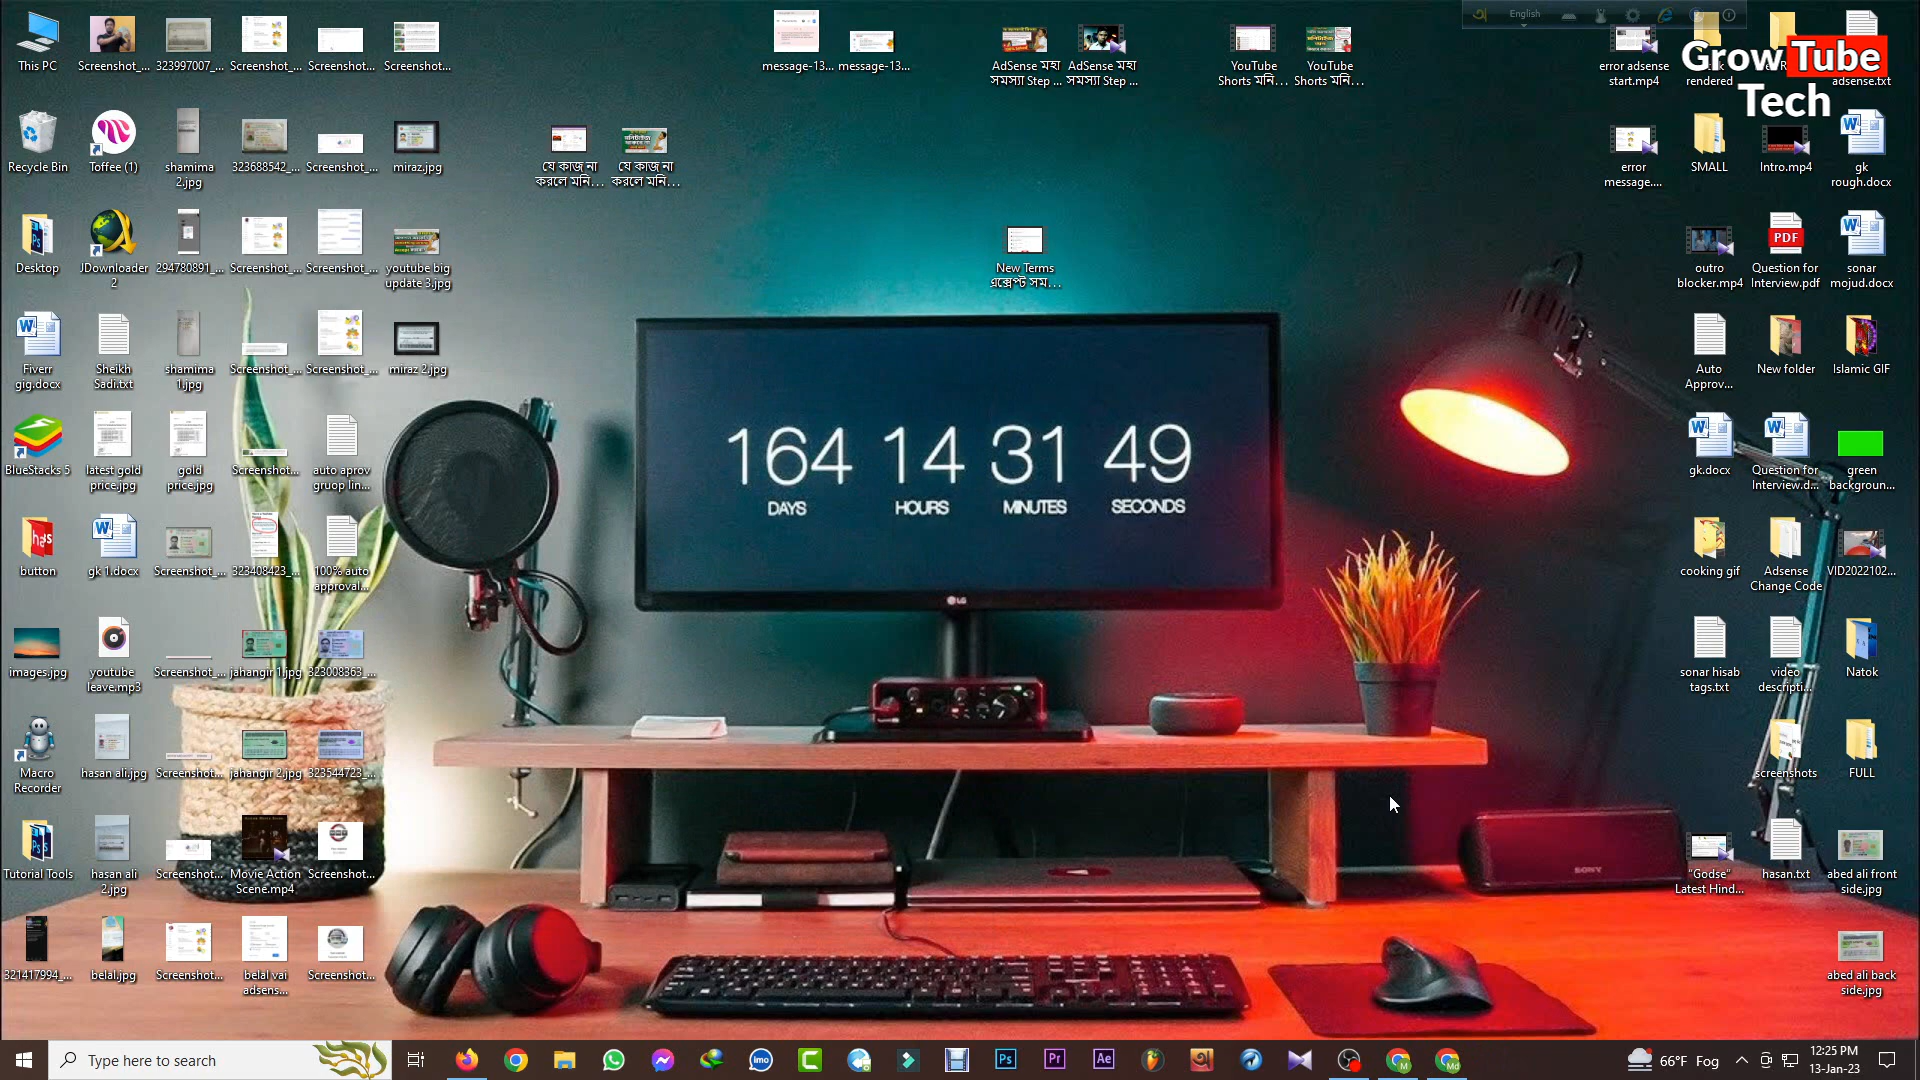 This PC
Screenshot_...
323997007_...
Screenshot_...
Screenshot...
Screenshot...
message-13...
message-13...
AdSense মহা
সমস্যা Step ...
AdSense মহা
সমস্যা Step ...
YouTube
Shorts মনি...
YouTube
Shorts মনি...
English
error adsense
start.mp4
rendered
adsense.txt
GrowTube
Tech
Recycle Bin
Toffee (1)
shamima
2.jpg
323688542_...
Screenshot_...
miraz.jpg
যে কাজ না
করলে মনি...
যে কাজ না
করলে মনি...
error
message....
SMALL
Intro.mp4
gk
rough.docx
Desktop
JDownloader
2
294780891_...
Screenshot_...
Screenshot_...
youtube big
update 3.jpg
New Terms
এক্সেপ্ট সম...
outro
blocker.mp4
PDF
Question for
Interview.pdf
sonar
mojud.docx
Fiverr
gig.docx
Sheikh
Sadi.txt
shamima
1.jpg
Screenshot_...
Screenshot_...
miraz 2.jpg
Auto
Approv...
New folder
Islamic GIF
BlueStacks 5
latest gold
price.jpg
gold
price.jpg
Screenshot...
auto aprov
gruop lin...
164 14 31 49
DAYS HOURS MINUTES SECONDS
LG
gk.docx
Question for
Interview.d...
green
backgroun...
button
gk 1.docx
Screenshot_...
323408423_...
100% auto
approval...
cooking gif
Adsense
Change Code
VID2022102...
images.jpg
youtube
leave.mp3
Screenshot_...
jahangir 1.jpg
323008363_...
sonar hisab
tags.txt
video
descripti...
Natok
Macro
Recorder
hasan ali.jpg
Screenshot...
jahangir 2.jpg
323544723_...
screenshots
FULL
Tutorial Tools
hasan ali
2.jpg
Screenshot...
Movie Action
Scene.mp4
Screenshot...
SONY
"Godse"
Latest Hind...
hasan.txt
abed ali front
side.jpg
321417994_...
belal.jpg
Screenshot...
belal vai
adsens...
Screenshot...
abed ali back
side.jpg
Type here to search
imo
Ps
Pr
Ae
66°F Fog
12:25 PM
13-Jan-23